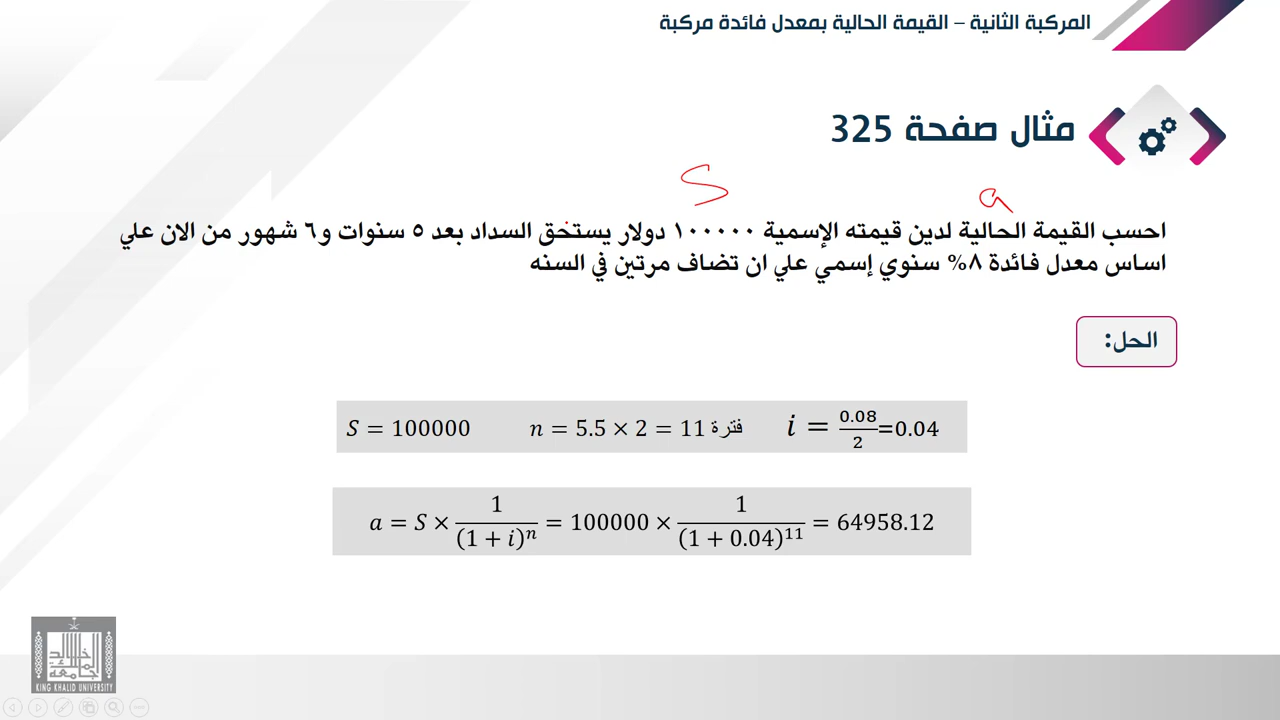 المركبة الثانية – القيمة الحالية بمعدل فائدة مركبة
مثال صفحة 325
S
a
احسب القيمة الحالية لدين قيمته الإسمية ١٠٠٠٠٠ دولار يستحق السداد بعد ٥ سنوات و٦ شهور من الان علي
اساس معدل فائدة ٨% سنوي إسمي علي ان تضاف مرتين في السنه
الحل:
S = 100000 n = 5.5 × 2 = 11 فترة i = 0.08/2=0.04
a = S × 1/(1 + i)^n = 100000 × 1/(1 + 0.04)^11 = 64958.12
جامعة الملك خالد
KING KHALID UNIVERSITY